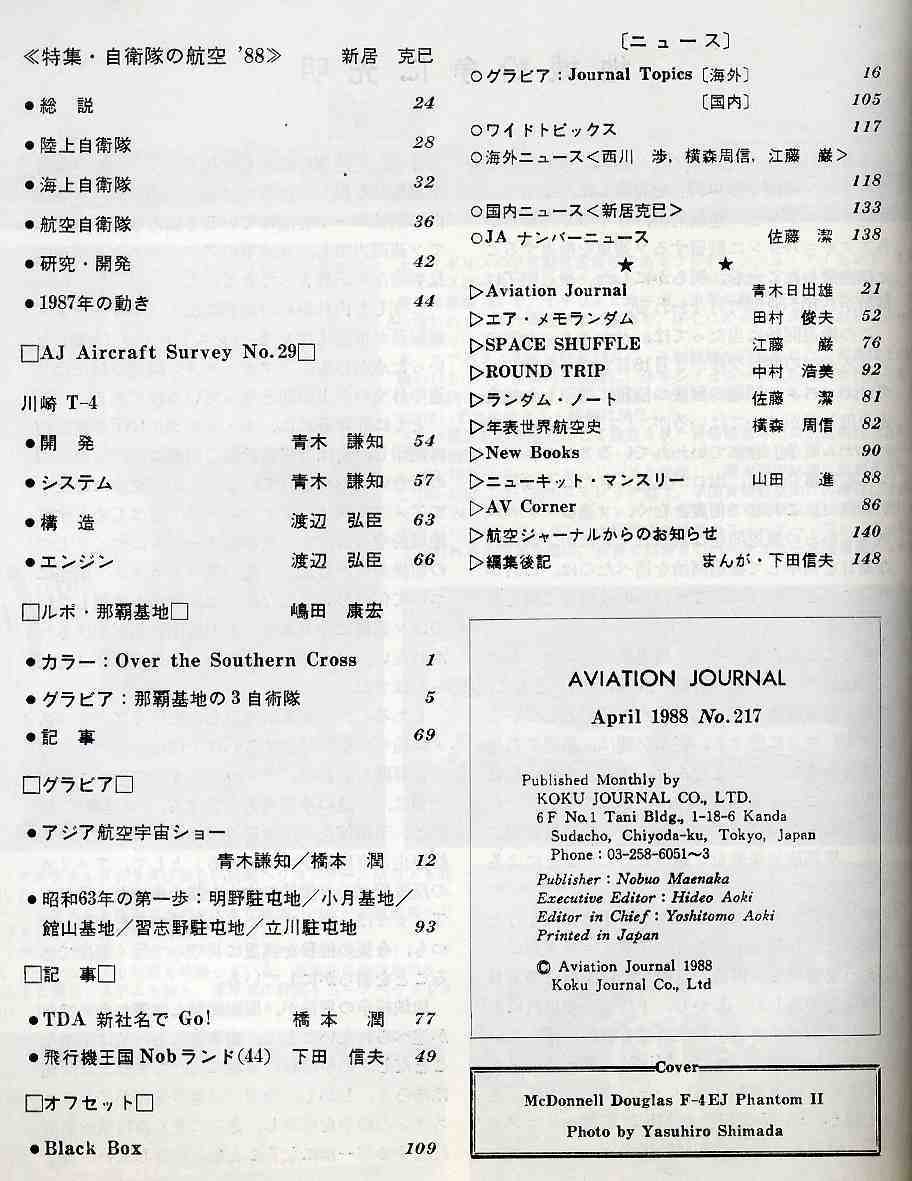 ≪特集・自衛隊の航空 '88≫ 新居 克巳
●総 説 24
●陸上自衛隊 28
●海上自衛隊 32
●航空自衛隊 36
●研究・開発 42
●1987年の動き 44
□AJ Aircraft Survey No.29□
川崎 T-4
●開 発 青木 謙知 54
●システム 青木 謙知 57
●構 造 渡辺 弘臣 63
●エンジン 渡辺 弘臣 66
□ルポ・那覇基地□ 嶋田 康宏
●カラー：Over the Southern Cross 1
●グラビア：那覇基地の3自術隊 5
●記 事 69
□グラビア□
●アジア航空宇宙ショー
青木謙知／橋本 潤 12
●昭和63年の第一歩：明野駐屯地／小月基地／
館山基地／習志野駐屯地／立川駐屯地 93
□記 事□
●TDA 新社名で Go! 橋本 潤 77
●飛行機王国Nobランド(44) 下田 信夫 49
□オフセット□
●Black Box 109
〔ニュース〕
○グラビア：Journal Topics〔海外〕 16
〔国内〕 105
○ワイドトピックス 117
○海外ニュース<西川 渉，横森周信，江藤 巌>
118
○国内ニュース<新居克巳> 133
○JA ナンバーニュース 佐藤 潔 138
★ ★
▷Aviation Journal 青木日出雄 21
▷エア・メモランダム 田村 俊夫 52
▷SPACE SHUFFLE 江藤 巌 76
▷ROUND TRIP 中村 浩美 92
▷ランダム・ノート 佐藤 潔 81
▷年表世界航空史 横森 周信 82
▷New Books 90
▷ニューキット・マンスリー 山田 進 88
▷AV Corner 86
▷航空ジャーナルからのお知らせ 140
▷編集後記 まんが・下田信夫 148
AVIATION JOURNAL
April 1988 No.217
Published Monthly by
KOKU JOURNAL CO., LTD.
6F No.1 Tani Bldg., 1-18-6 Kanda
Sudacho, Chiyoda-ku, Tokyo, Japan
Phone : 03-258-6051～3
Publisher : Nobuo Maenaka
Executive Editor : Hideo Aoki
Editor in Chief : Yoshitomo Aoki
Printed in Japan
© Aviation Journal 1988
Koku Journal Co., Ltd
Cover
McDonnell Douglas F-4EJ Phantom II
Photo by Yasuhiro Shimada